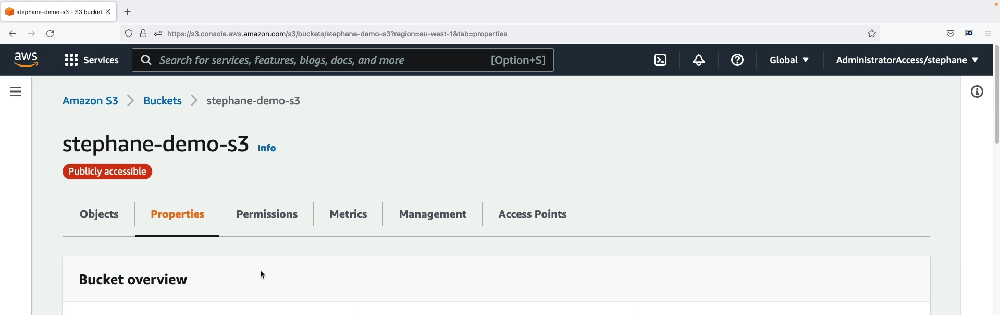 stephane-demo-s3 - S3 bucket
https://s3.console.aws.amazon.com/s3/buckets/stephane-demo-s3?region=eu-west-1&tab=properties
iD
aws Services Search for services, features, blogs, docs, and more [Option+S] Global AdministratorAccess/stephane
Amazon S3 Buckets stephane-demo-s3
stephane-demo-s3 Info
Publicly accessible
Objects Properties Permissions Metrics Management Access Points
Bucket overview